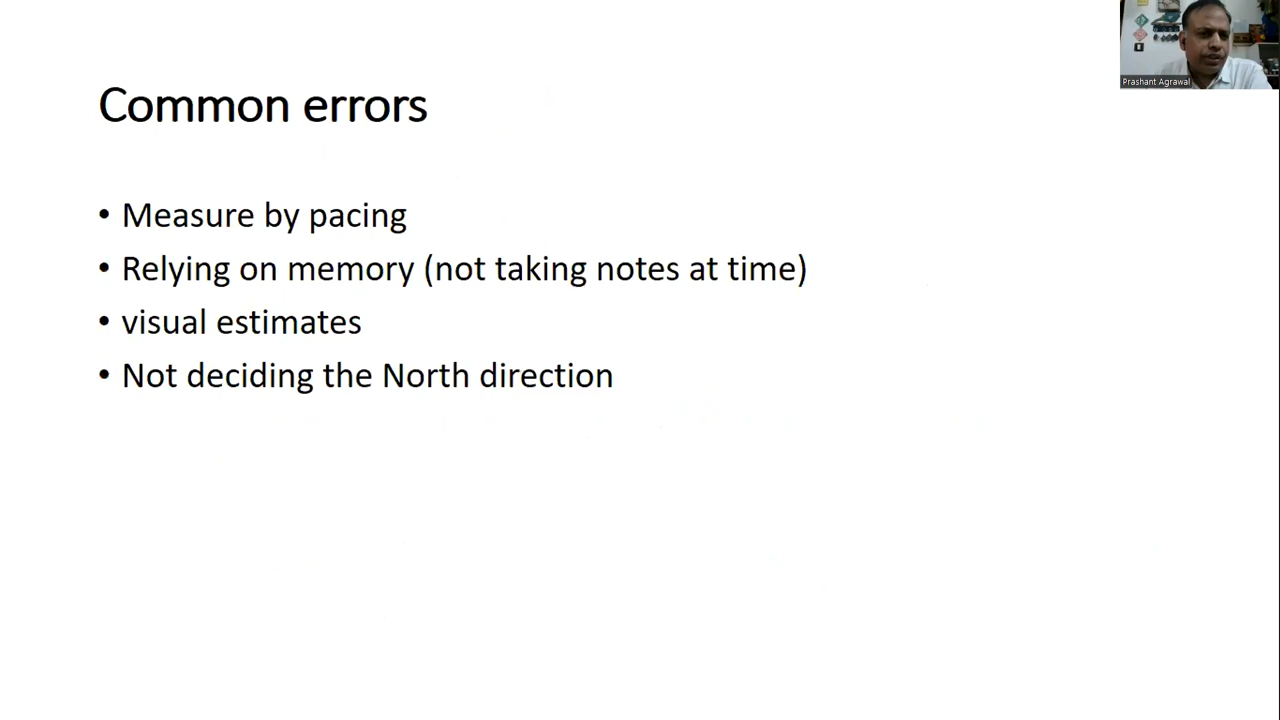 Prashant Agrawal
Common errors
• Measure by pacing
• Relying on memory (not taking notes at time)
• visual estimates
• Not deciding the North direction